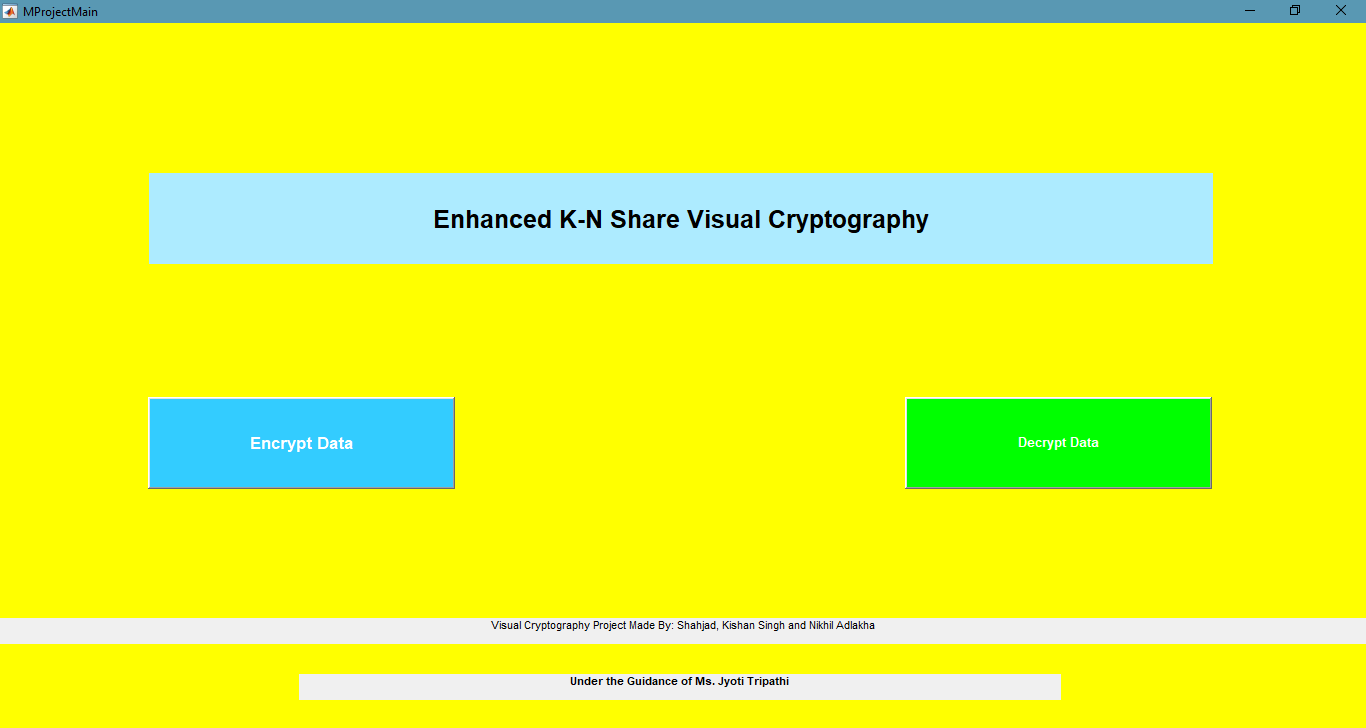 MProjectMain
Enhanced K-N Share Visual Cryptography
Encrypt Data
Decrypt Data
Visual Cryptography Project Made By: Shahjad, Kishan Singh and Nikhil Adlakha
Under the Guidance of Ms. Jyoti Tripathi